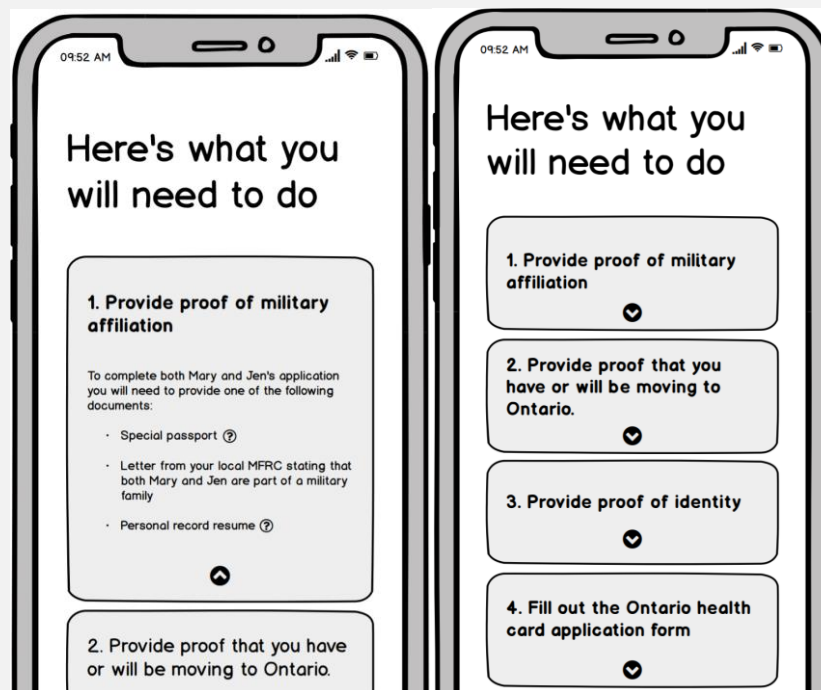 09:52 AM
Here's what you
will need to do
1. Provide proof of military
affiliation
To complete both Mary and Jen's application
you will need to provide one of the following
documents:
· Special passport ?
· Letter from your local MFRC stating that
both Mary and Jen are part of a military
family
· Personal record resume ?
2. Provide proof that you have
or will be moving to Ontario.
09:52 AM
Here's what you
will need to do
1. Provide proof of military
affiliation
2. Provide proof that you
have or will be moving to
Ontario.
3. Provide proof of identity
4. Fill out the Ontario health
card application form